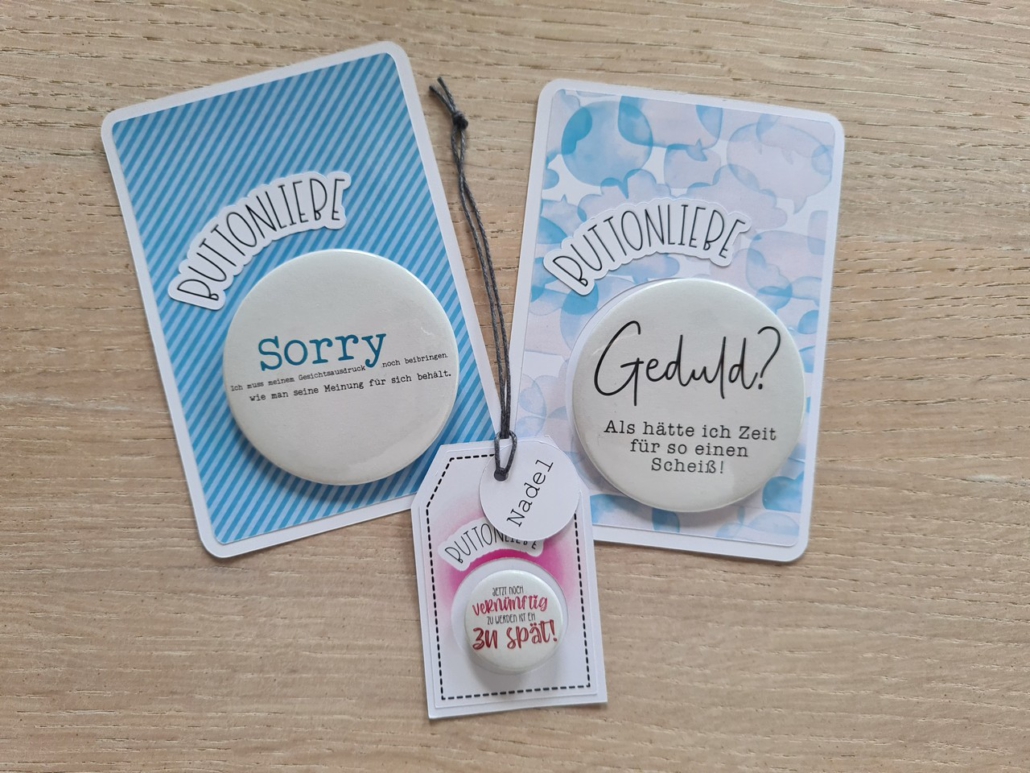 BUTTONLIEBE
Sorry
Ich muss meinem Gesichtsausdruck noch beibringen
wie man seine Meinung für sich behält.
BUTTONLIEBE
Geduld?
Als hätte ich Zeit
für so einen
Scheiß!
Nadel
BUTTONLIEBE
JETZT NOCH
VERNÜNFTIG
ZU WERDEN IST EH
ZU SPÄT!